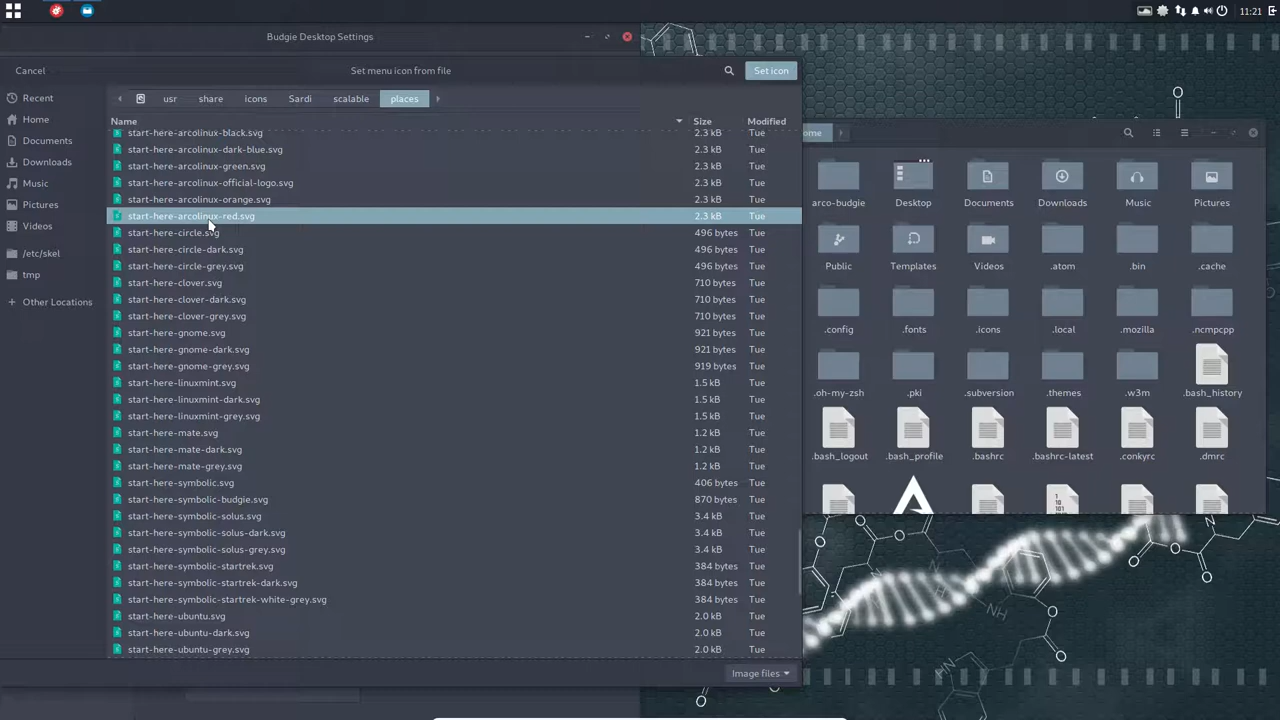 11:21
Budgie Desktop Settings
Cancel
Set menu icon from file
Set icon
Recent
Home
Documents
Downloads
Music
Pictures
Videos
/etc/skel
tmp
Other Locations
usr
share
icons
Sardi
scalable
places
Name Size Modified
start-here-arcolinux-black.svg 2.3 kB Tue
start-here-arcolinux-dark-blue.svg 2.3 kB Tue
start-here-arcolinux-green.svg 2.3 kB Tue
start-here-arcolinux-official-logo.svg 2.3 kB Tue
start-here-arcolinux-orange.svg 2.3 kB Tue
start-here-arcolinux-red.svg 2.3 kB Tue
start-here-circle.svg 496 bytes Tue
start-here-circle-dark.svg 496 bytes Tue
start-here-circle-grey.svg 496 bytes Tue
start-here-clover.svg 710 bytes Tue
start-here-clover-dark.svg 710 bytes Tue
start-here-clover-grey.svg 710 bytes Tue
start-here-gnome.svg 921 bytes Tue
start-here-gnome-dark.svg 921 bytes Tue
start-here-gnome-grey.svg 919 bytes Tue
start-here-linuxmint.svg 1.5 kB Tue
start-here-linuxmint-dark.svg 1.5 kB Tue
start-here-linuxmint-grey.svg 1.5 kB Tue
start-here-mate.svg 1.2 kB Tue
start-here-mate-dark.svg 1.2 kB Tue
start-here-mate-grey.svg 1.2 kB Tue
start-here-symbolic.svg 406 bytes Tue
start-here-symbolic-budgie.svg 870 bytes Tue
start-here-symbolic-solus.svg 3.4 kB Tue
start-here-symbolic-solus-dark.svg 3.4 kB Tue
start-here-symbolic-solus-grey.svg 3.4 kB Tue
start-here-symbolic-startrek.svg 384 bytes Tue
start-here-symbolic-startrek-dark.svg 384 bytes Tue
start-here-symbolic-startrek-white-grey.svg 384 bytes Tue
start-here-ubuntu.svg 2.0 kB Tue
start-here-ubuntu-dark.svg 2.0 kB Tue
start-here-ubuntu-grey.svg 2.0 kB Tue
Image files
ome
arco-budgie Desktop Documents Downloads Music Pictures
Public Templates Videos .atom .bin .cache
.config .fonts .icons .local .mozilla .ncmpcpp
.oh-my-zsh .pki .subversion .themes .w3m .bash_history
.bash_logout .bash_profile .bashrc .bashrc-latest .conkyrc .dmrc
O
NH
O
O
O
O
O